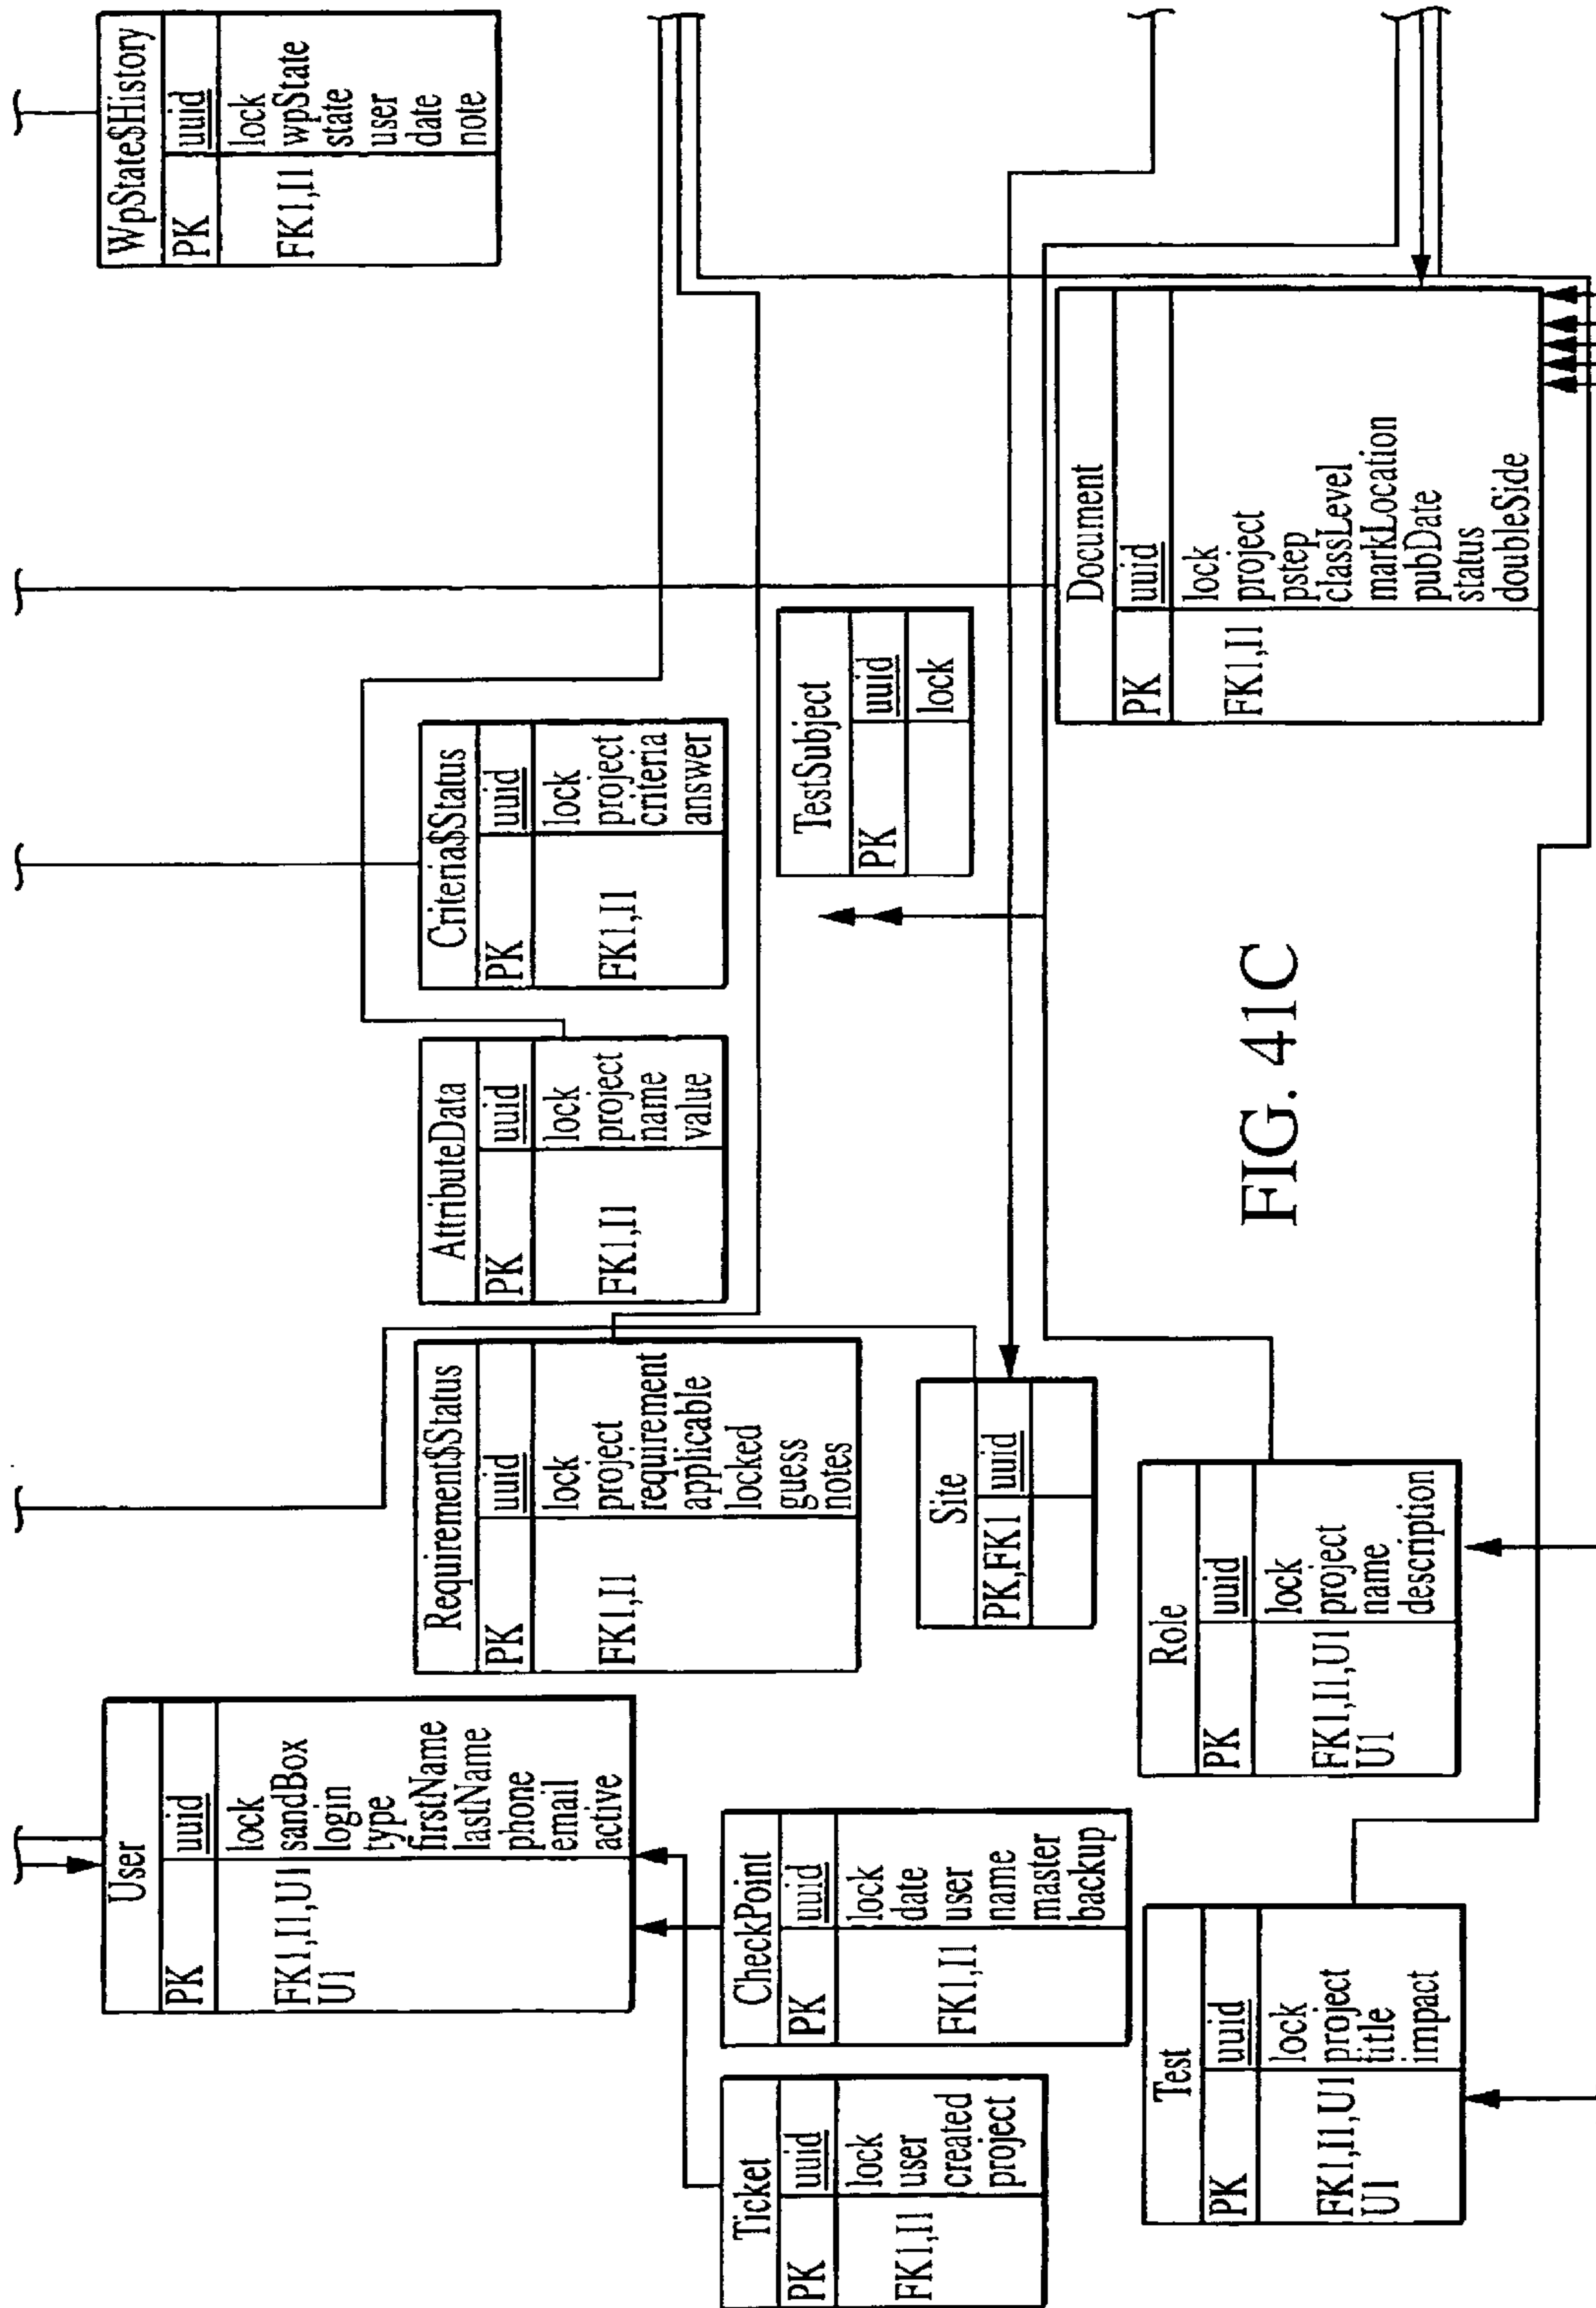 User
PK uuid
lock
FK1,I1,U1 sandBox
U1 login
type
firstName
lastName
phone
email
active
WpState$History
PK uuid
lock
FK1,I1 wpState
state
user
date
note
Requirement$Status
PK uuid
lock
FK1,I1 project
requirement
applicable
locked
guess
notes
AttributeData
PK uuid
lock
FK1,I1 project
name
value
Criteria$Status
PK uuid
lock
FK1,I1 project
criteria
answer
Ticket
PK uuid
lock
FK1,I1 user
created
project
CheckPoint
PK uuid
lock
date
FK1,I1 user
name
master
backup
TestSubject
PK uuid
lock
Site
PK,FK1 uuid
Test
PK uuid
lock
FK1,I1,U1 project
U1 title
impact
Role
PK uuid
lock
FK1,I1,U1 project
U1 name
description
Document
PK uuid
lock
FK1,I1 project
pstep
classLevel
markLocation
pubDate
status
doubleSide
FIG. 41C